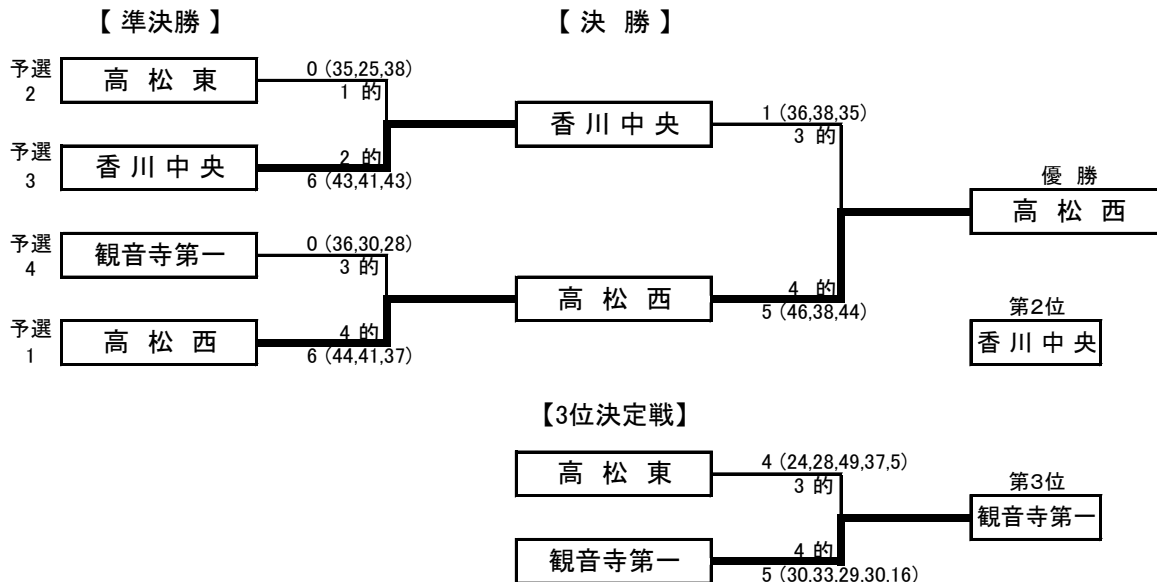 【 準決勝 】
【 決 勝 】
予選
2
高 松 東
0 (35,25,38)
1 的
予選
3
香 川 中 央
2 的
6 (43,41,43)
香 川 中 央
1 (36,38,35)
3 的
優 勝
高 松 西
予選
4
観音寺第一
0 (36,30,28)
3 的
予選
1
高 松 西
4 的
6 (44,41,37)
高 松 西
4 的
5 (46,38,44)
第2位
香 川 中 央
【3位決定戦】
高 松 東
4 (24,28,49,37,5)
3 的
第3位
観音寺第一
観音寺第一
4 的
5 (30,33,29,30,16)